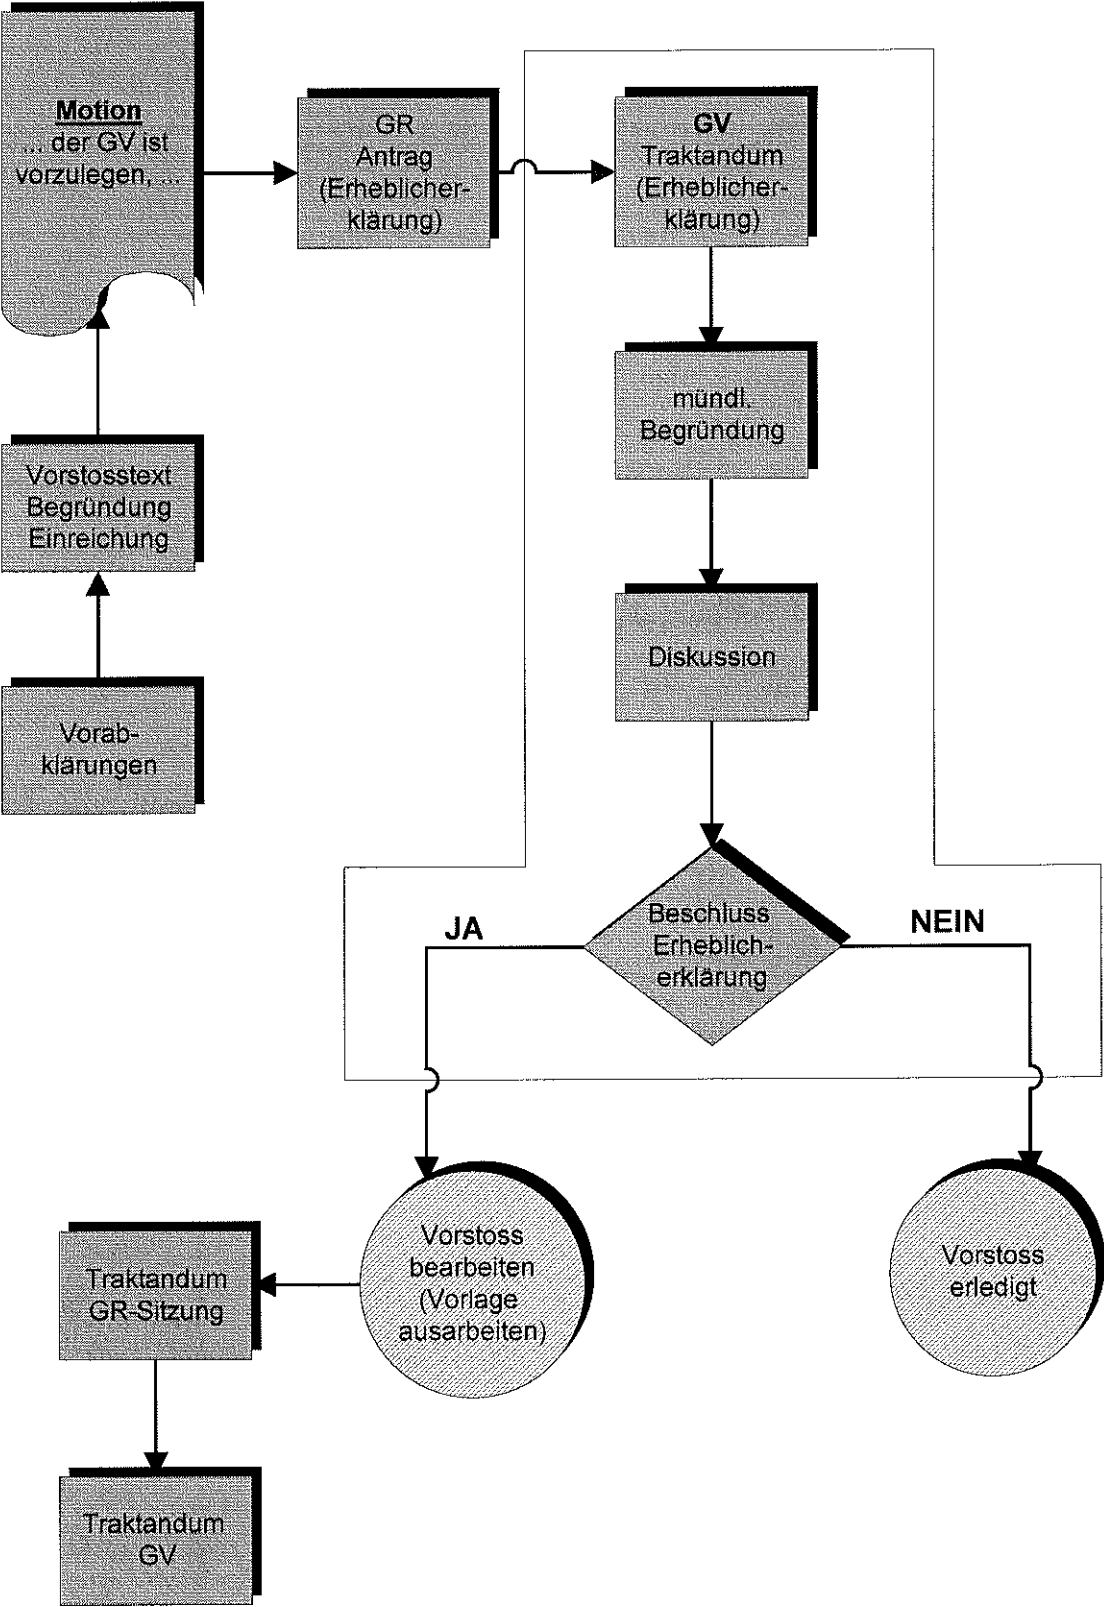 Motion
... der GV ist
vorzulegen, ...
GR
Antrag
(Erheblicher-
klärung)
GV
Traktandum
(Erheblicher-
klärung)
mündl.
Begründung
Vorstosstext
Begründung
Einreichung
Diskussion
Vorab-
klärungen
JA
Beschluss
Erheblich-
erklärung
NEIN
Vorstoss
bearbeiten
(Vorlage
ausarbeiten)
Vorstoss
erledigt
Traktandum
GR-Sitzung
Traktandum
GV